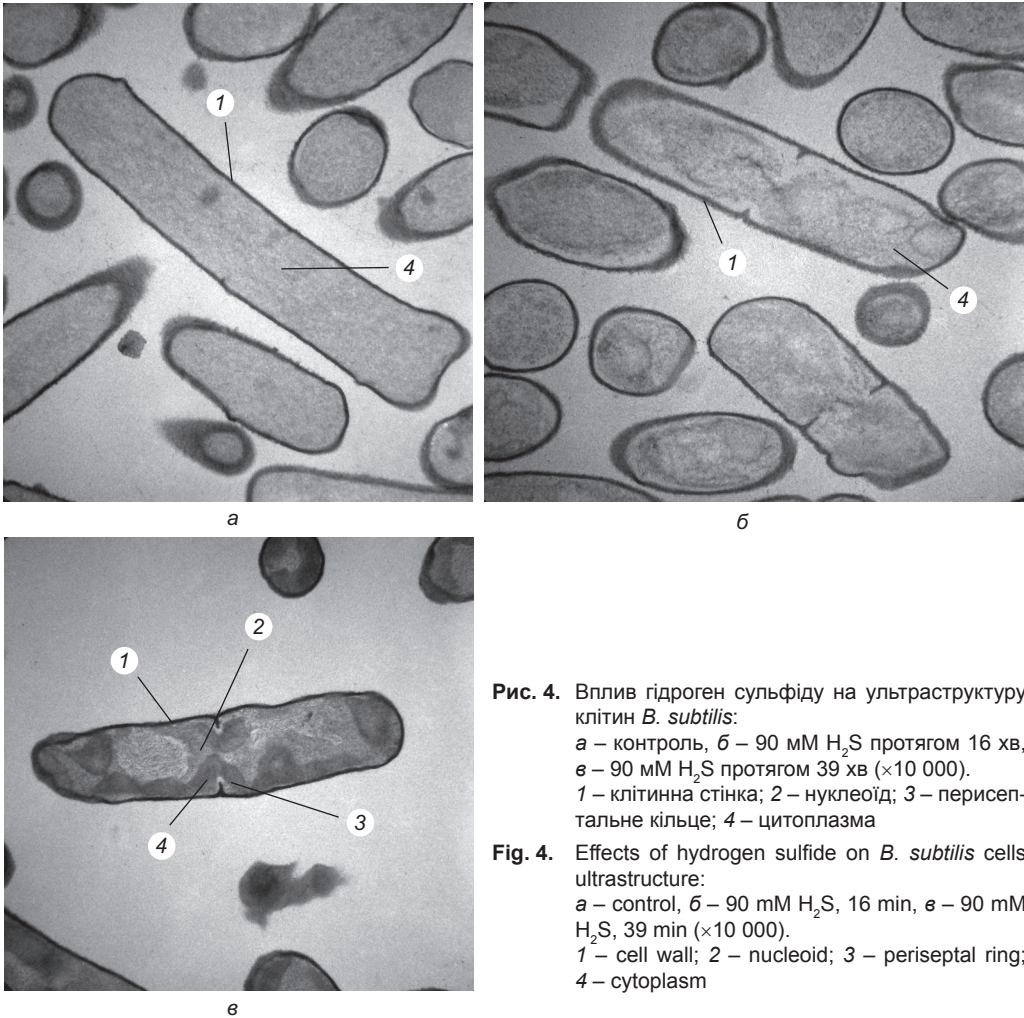 1
4
а
1
4
б
1
2
3
4
в
Рис. 4. Вплив гідроген сульфіду на ультраструктуру
клітин B. subtilis:
а – контроль, б – 90 мМ H₂S протягом 16 хв,
в – 90 мМ H₂S протягом 39 хв (×10 000).
1 – клітинна стінка; 2 – нуклеоїд; 3 – перисеп-
тальне кільце; 4 – цитоплазма
Fig. 4. Effects of hydrogen sulfide on B. subtilis cells
ultrastructure:
а – control, б – 90 mM H₂S, 16 min, в – 90 mM
H₂S, 39 min (×10 000).
1 – cell wall; 2 – nucleoid; 3 – periseptal ring;
4 – cytoplasm